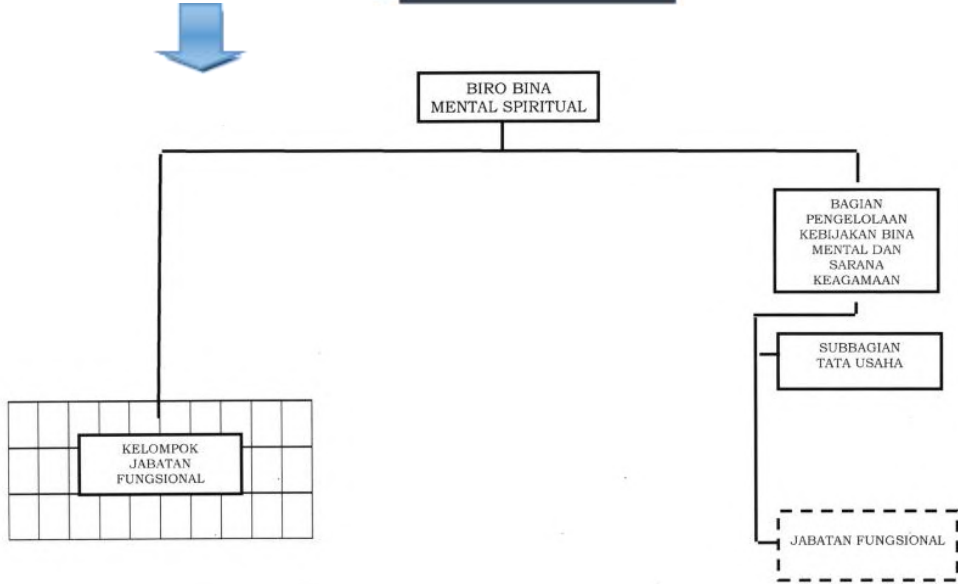 BIRO BINA
MENTAL SPIRITUAL
BAGIAN
PENGELOLAAN
KEBIJAKAN BINA
MENTAL DAN
SARANA
KEAGAMAAN
SUBBAGIAN
TATA USAHA
KELOMPOK
JABATAN
FUNGSIONAL
JABATAN FUNGSIONAL